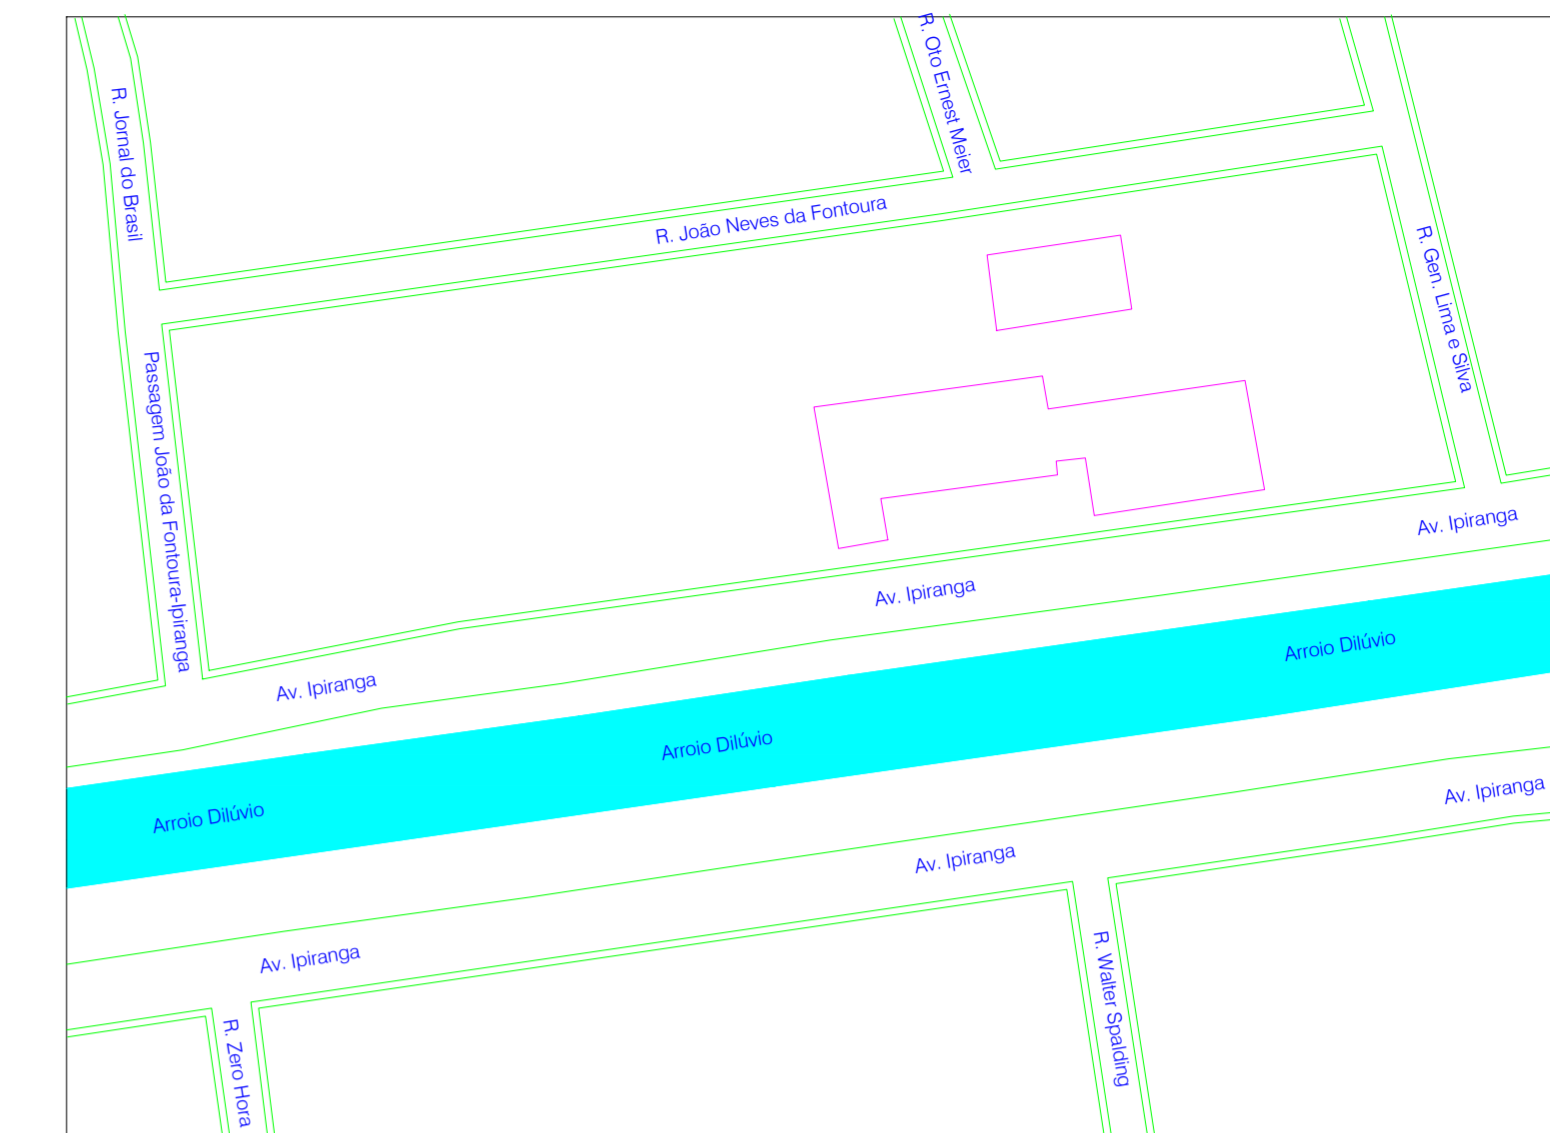 R. Oto Ernest Meier
R. Jornal do Brasil
R. João Neves da Fontoura
R. Gen. Lima e Silva
Passagem João da Fontoura-Ipiranga
Av. Ipiranga
Av. Ipiranga
Av. Ipiranga
Arroio Dilúvio
Arroio Dilúvio
Arroio Dilúvio
Av. Ipiranga
Av. Ipiranga
Av. Ipiranga
R. Walter Spalding
R. Zero Hora